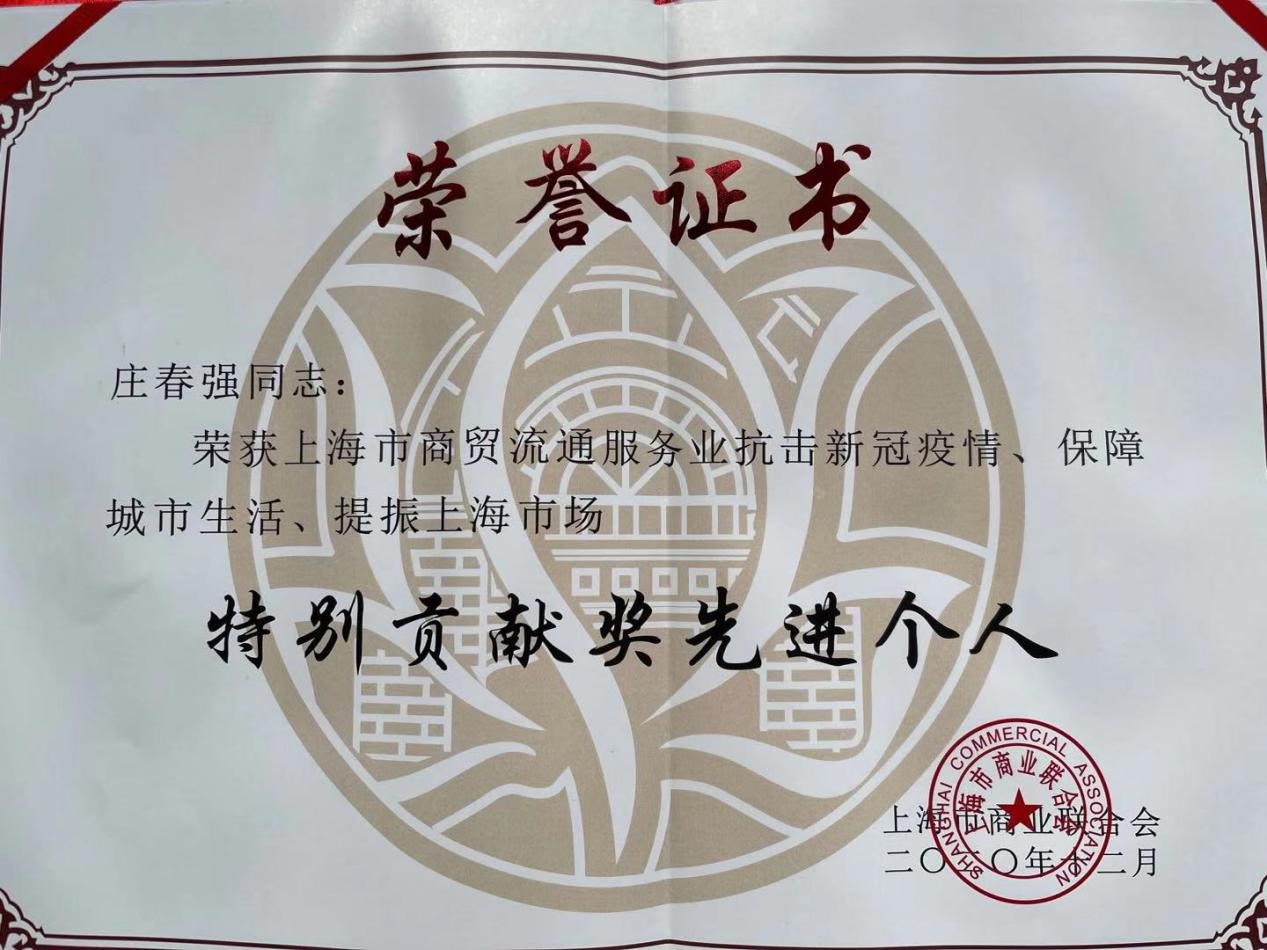 荣誉证书
庄春强同志：
荣获上海市商贸流通服务业抗击新冠疫情、保障
城市生活、提振上海市场
特别贡献奖先进个人
上海市商业联合会
二〇二〇年十二月
SHANGHAI COMMERCIAL ASSOCIATION
上海市商业联合会